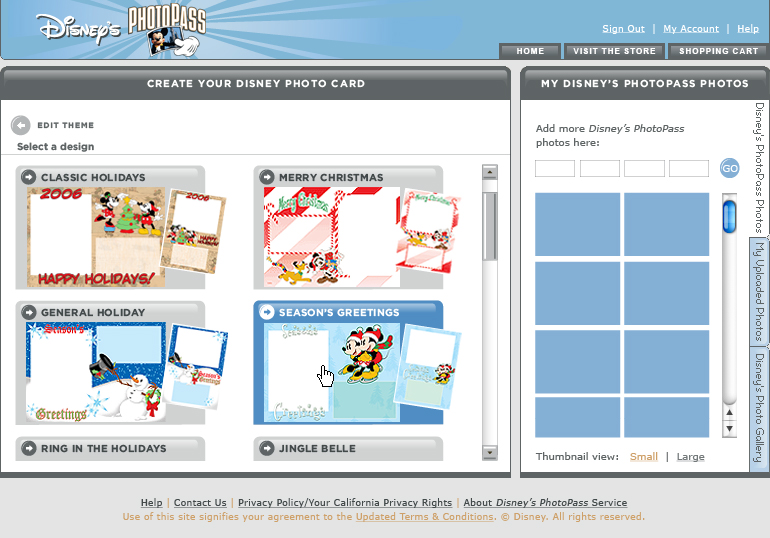 Disney's PHOTOPASS
Sign Out | My Account | Help
HOME
VISIT THE STORE
SHOPPING CART
CREATE YOUR DISNEY PHOTO CARD
EDIT THEME
Select a design
CLASSIC HOLIDAYS
2006
2006
HAPPY HOLIDAYS!
MERRY CHRISTMAS
Merry Christmas
GENERAL HOLIDAY
Season's
Greetings
Season's
Greetings
SEASON'S GREETINGS
Season's
Greetings
RING IN THE HOLIDAYS
JINGLE BELLE
MY DISNEY'S PHOTOPASS PHOTOS
Add more Disney's PhotoPass
photos here:
GO
Disney's PhotoPass Photos
My Uploaded Photos
Disney's Photo Gallery
Thumbnail view: Small | Large
Help | Contact Us | Privacy Policy/Your California Privacy Rights | About Disney's PhotoPass Service
Use of this site signifies your agreement to the Updated Terms & Conditions. © Disney. All rights reserved.